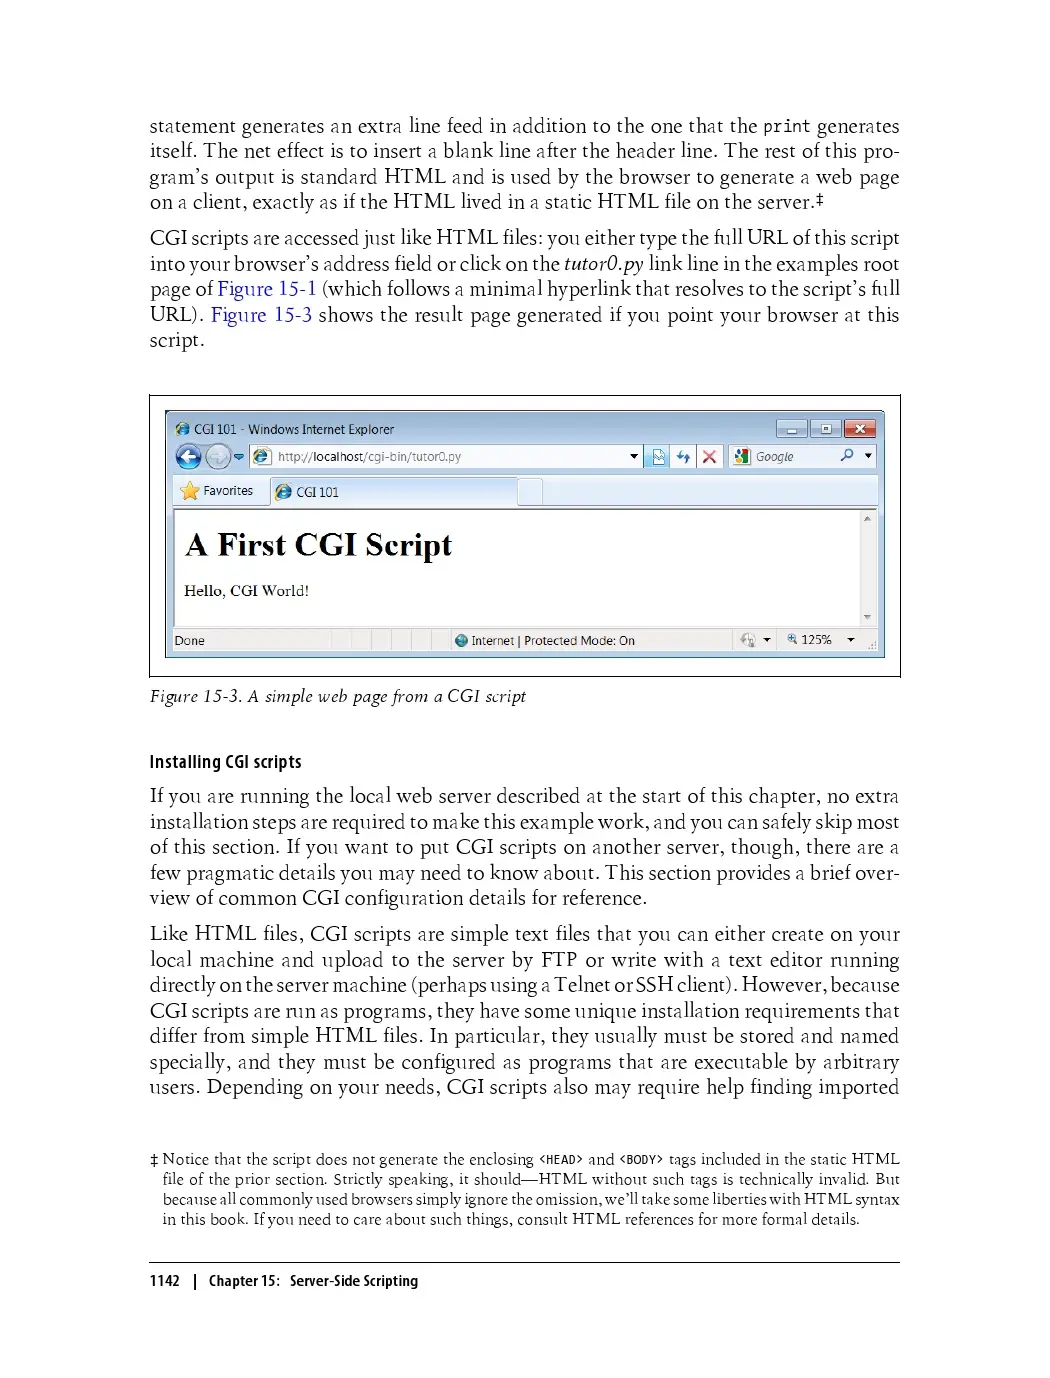 statement generates an extra line feed in addition to the one that the print generates
itself. The net effect is to insert a blank line after the header line. The rest of this pro-
gram's output is standard HTML and is used by the browser to generate a web page
on a client, exactly as if the HTML lived in a static HTML file on the server.‡
CGI scripts are accessed just like HTML files: you either type the full URL of this script
into your browser's address field or click on the tutor0.py link line in the examples root
page of Figure 15-1 (which follows a minimal hyperlink that resolves to the script's full
URL). Figure 15-3 shows the result page generated if you point your browser at this
script.
CGI 101 - Windows Internet Explorer
http://localhost/cgi-bin/tutor0.py
Google
Favorites
CGI 101
A First CGI Script
Hello, CGI World!
Done
Internet | Protected Mode: On
125%
Figure 15-3. A simple web page from a CGI script
Installing CGI scripts
If you are running the local web server described at the start of this chapter, no extra
installation steps are required to make this example work, and you can safely skip most
of this section. If you want to put CGI scripts on another server, though, there are a
few pragmatic details you may need to know about. This section provides a brief over-
view of common CGI configuration details for reference.
Like HTML files, CGI scripts are simple text files that you can either create on your
local machine and upload to the server by FTP or write with a text editor running
directly on the server machine (perhaps using a Telnet or SSH client). However, because
CGI scripts are run as programs, they have some unique installation requirements that
differ from simple HTML files. In particular, they usually must be stored and named
specially, and they must be configured as programs that are executable by arbitrary
users. Depending on your needs, CGI scripts also may require help finding imported
‡ Notice that the script does not generate the enclosing <HEAD> and <BODY> tags included in the static HTML
file of the prior section. Strictly speaking, it should—HTML without such tags is technically invalid. But
because all commonly used browsers simply ignore the omission, we'll take some liberties with HTML syntax
in this book. If you need to care about such things, consult HTML references for more formal details.
1142 | Chapter 15: Server-Side Scripting